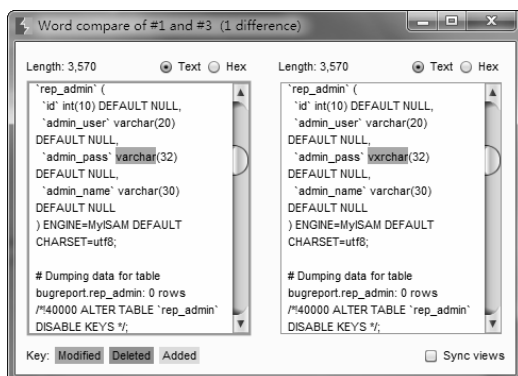 Word compare of #1 and #3 (1 difference)
Length: 3,570
Text
Hex
`rep_admin` (
`id` int(10) DEFAULT NULL,
`admin_user` varchar(20)
DEFAULT NULL,
`admin_pass` varchar(32)
DEFAULT NULL,
`admin_name` varchar(30)
DEFAULT NULL
) ENGINE=MyISAM DEFAULT
CHARSET=utf8;
# Dumping data for table
bugreport.rep_admin: 0 rows
/*!40000 ALTER TABLE `rep_admin`
DISABLE KEYS */;
Length: 3,570
Text
Hex
`rep_admin` (
`id` int(10) DEFAULT NULL,
`admin_user` varchar(20)
DEFAULT NULL,
`admin_pass` vxrchar(32)
DEFAULT NULL,
`admin_name` varchar(30)
DEFAULT NULL
) ENGINE=MyISAM DEFAULT
CHARSET=utf8;
# Dumping data for table
bugreport.rep_admin: 0 rows
/*!40000 ALTER TABLE `rep_admin`
DISABLE KEYS */;
Key: Modified Deleted Added
Sync views